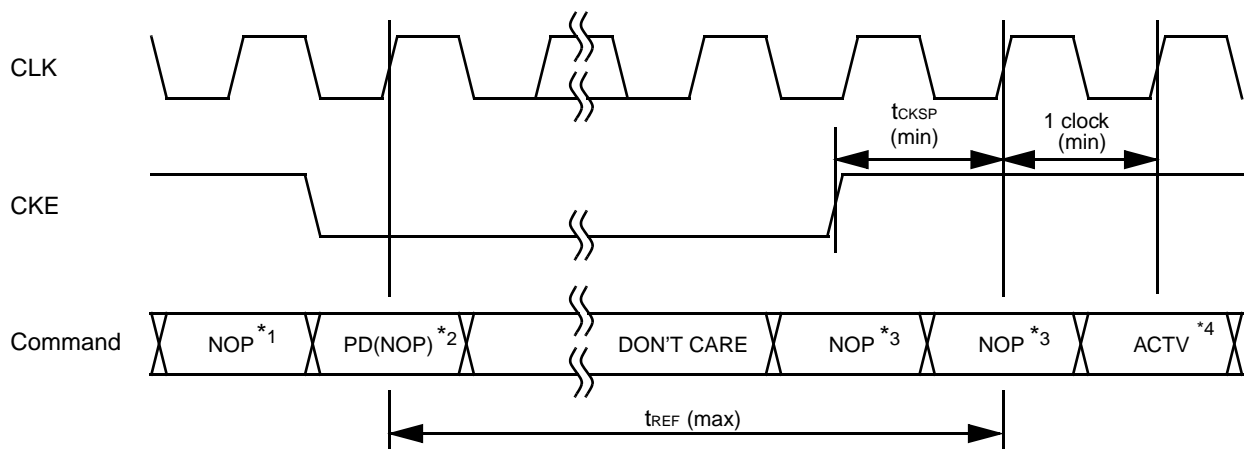 CLK
tCKSP
(min)
1 clock
(min)
CKE
Command
NOP *1
PD(NOP) *2
DON'T CARE
NOP *3
NOP *3
ACTV *4
tREF (max)